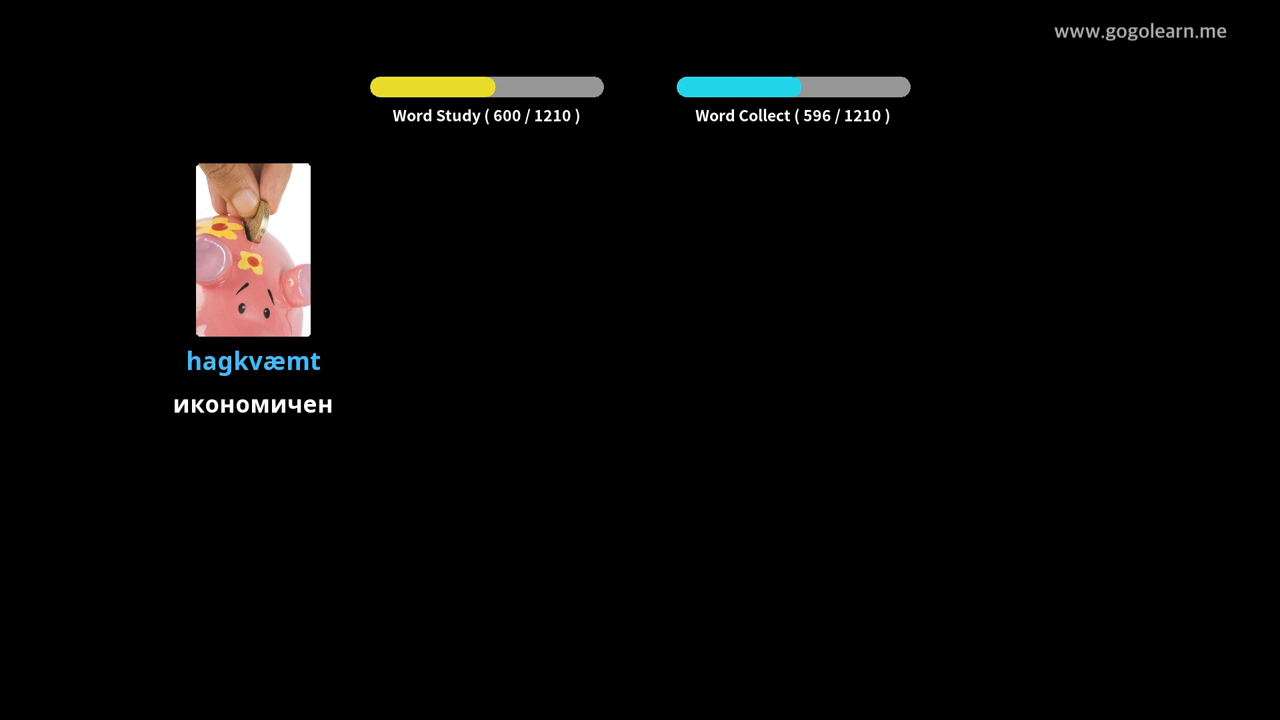 www.gogolearn.me
Word Study ( 600 / 1210 )
Word Collect ( 596 / 1210 )
hagkvæmt
икономичен